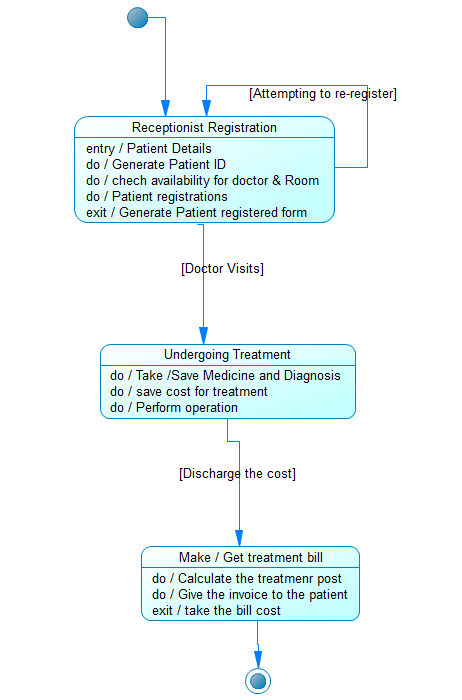 [Attempting to re-register]
Receptionist Registration
entry / Patient Details
do / Generate Patient ID
do / chech availability for doctor & Room
do / Patient registrations
exit / Generate Patient registered form
[Doctor Visits]
Undergoing Treatment
do / Take /Save Medicine and Diagnosis
do / save cost for treatment
do / Perform operation
[Discharge the cost]
Make / Get treatment bill
do / Calculate the treatmenr post
do / Give the invoice to the patient
exit / take the bill cost